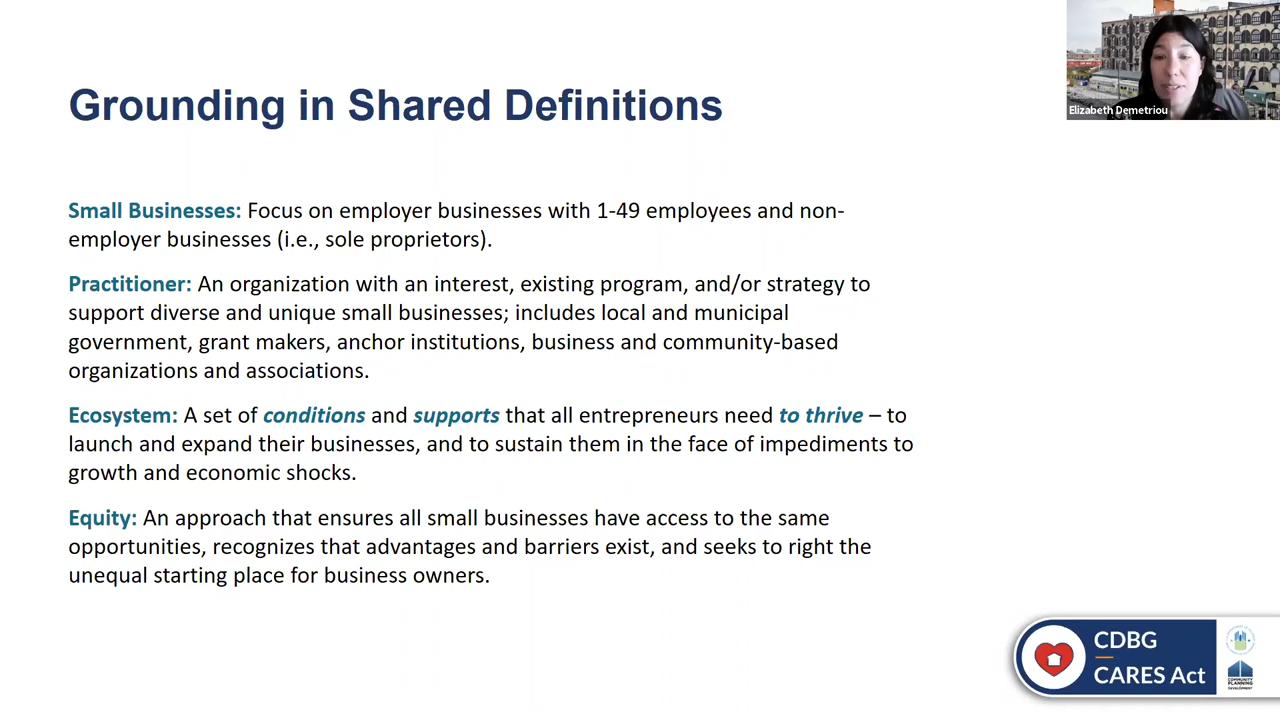 Grounding in Shared Definitions
Elizabeth Demetriou
Small Businesses: Focus on employer businesses with 1-49 employees and non-
employer businesses (i.e., sole proprietors).
Practitioner: An organization with an interest, existing program, and/or strategy to
support diverse and unique small businesses; includes local and municipal
government, grant makers, anchor institutions, business and community-based
organizations and associations.
Ecosystem: A set of conditions and supports that all entrepreneurs need to thrive – to
launch and expand their businesses, and to sustain them in the face of impediments to
growth and economic shocks.
Equity: An approach that ensures all small businesses have access to the same
opportunities, recognizes that advantages and barriers exist, and seeks to right the
unequal starting place for business owners.
CDBG
CARES Act
COMMUNITY
PLANNING
DEVELOPMENT